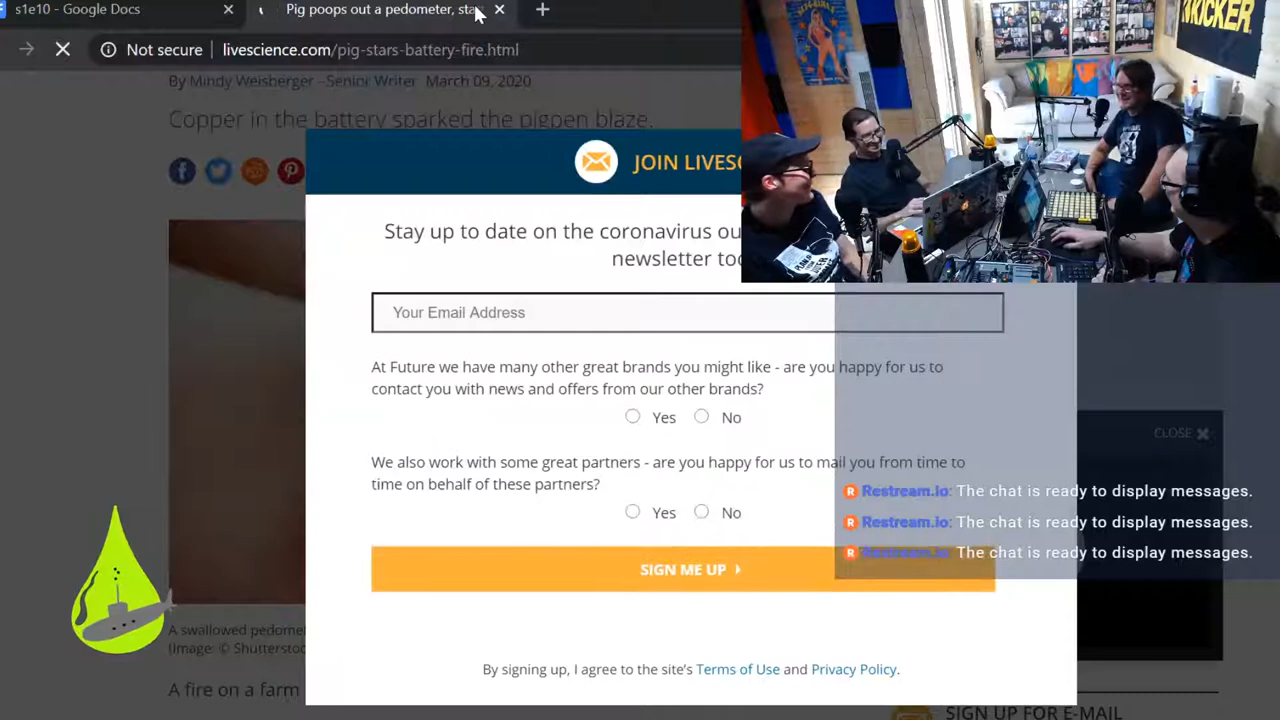 s1e10 - Google Docs
Pig poops out a pedometer, sta
Not secure
livescience.com/pig-stars-battery-fire.html
KICKER
By Mindy Weisberger - Senior Writer March 09, 2020
Copper in the battery sparked the pigpen blaze.
JOIN LIVESC
Stay up to date on the coronavirus ou
newsletter tod
Your Email Address
At Future we have many other great brands you might like - are you happy for us to
contact you with news and offers from our other brands?
Yes
No
CLOSE
We also work with some great partners - are you happy for us to mail you from time to
time on behalf of these partners?
Yes
No
Restream.io: The chat is ready to display messages.
Restream.io: The chat is ready to display messages.
Restream.io: The chat is ready to display messages.
SIGN ME UP
A swallowed pedomet
(Image: © Shutterstoc
By signing up, I agree to the site's Terms of Use and Privacy Policy.
A fire on a farm
SIGN UP FOR E-MAIL